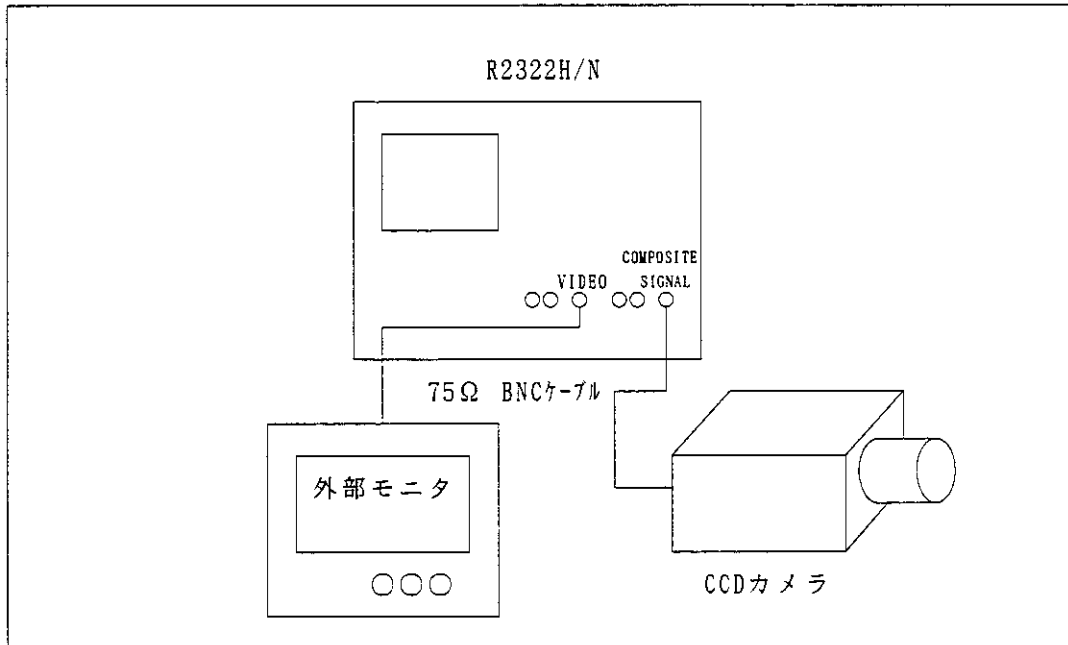 R2322H/N
COMPOSITE
VIDEO SIGNAL
75Ω BNCケーブル
外部モニタ
CCDカメラ